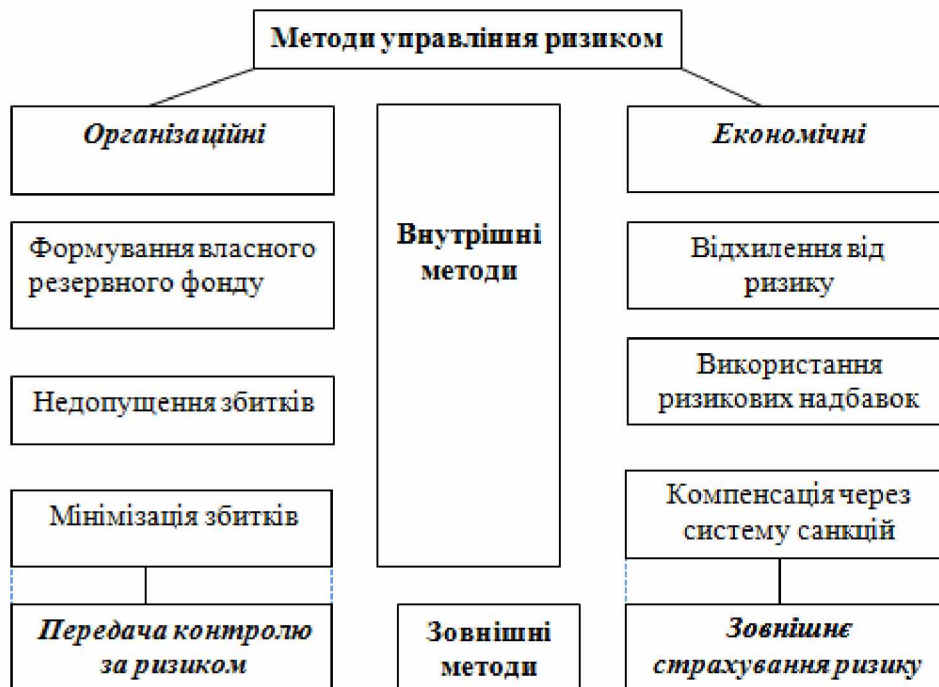 Методи управління ризиком
Організаційні
Економічні
Внутрішні
методи
Формування власного
резервного фонду
Відхилення від
ризику
Недопущення збитків
Використання
ризикових надбавок
Мінімізація збитків
Компенсація через
систему санкцій
Передача контролю
за ризиком
Зовнішні
методи
Зовнішнє
страхування ризику